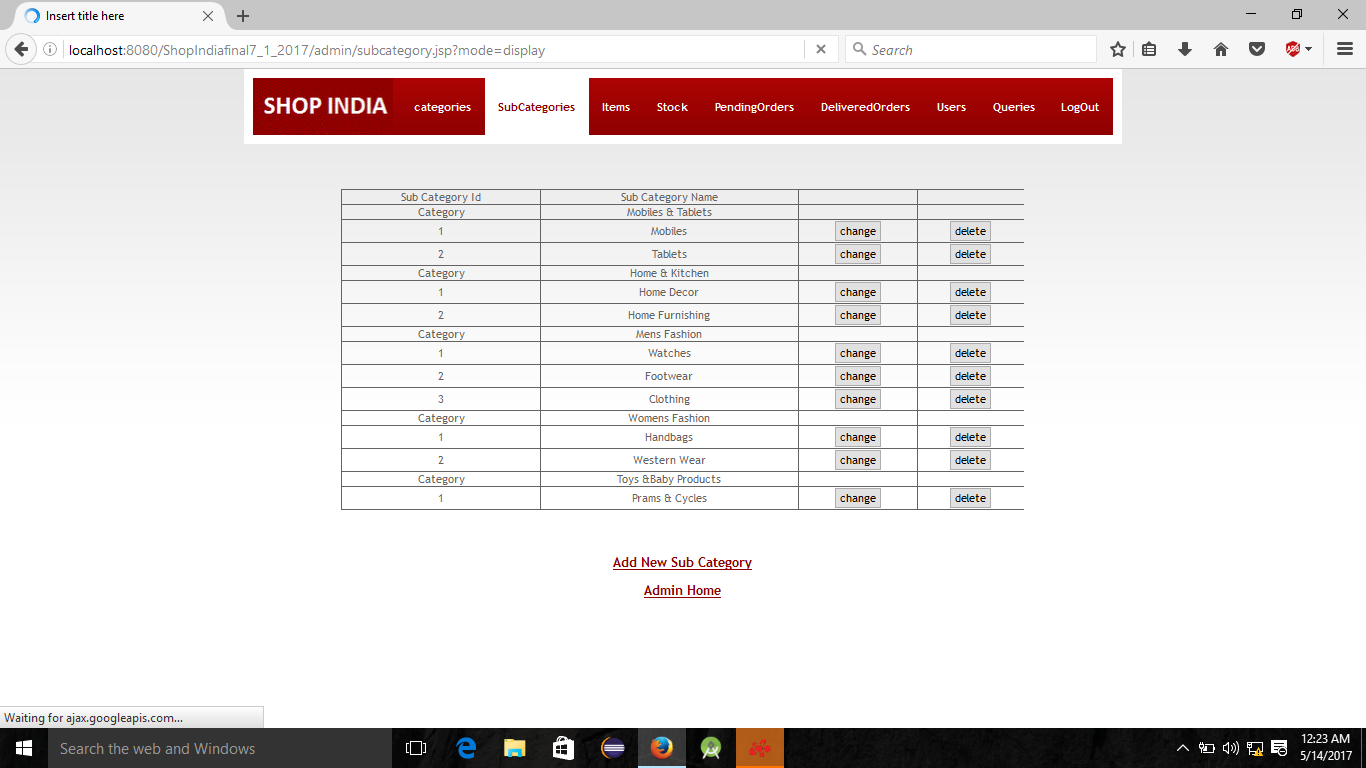 Insert title here
localhost:8080/ShopIndiafinal7_1_2017/admin/subcategory.jsp?mode=display
Search
ABP
SHOP INDIA categories SubCategories Items Stock PendingOrders DeliveredOrders Users Queries LogOut
Sub Category Id Sub Category Name
Category Mobiles & Tablets
1 Mobiles change delete
2 Tablets change delete
Category Home & Kitchen
1 Home Decor change delete
2 Home Furnishing change delete
Category Mens Fashion
1 Watches change delete
2 Footwear change delete
3 Clothing change delete
Category Womens Fashion
1 Handbags change delete
2 Western Wear change delete
Category Toys &Baby Products
1 Prams & Cycles change delete
Add New Sub Category
Admin Home
Waiting for ajax.googleapis.com...
Search the web and Windows
12:23 AM
5/14/2017